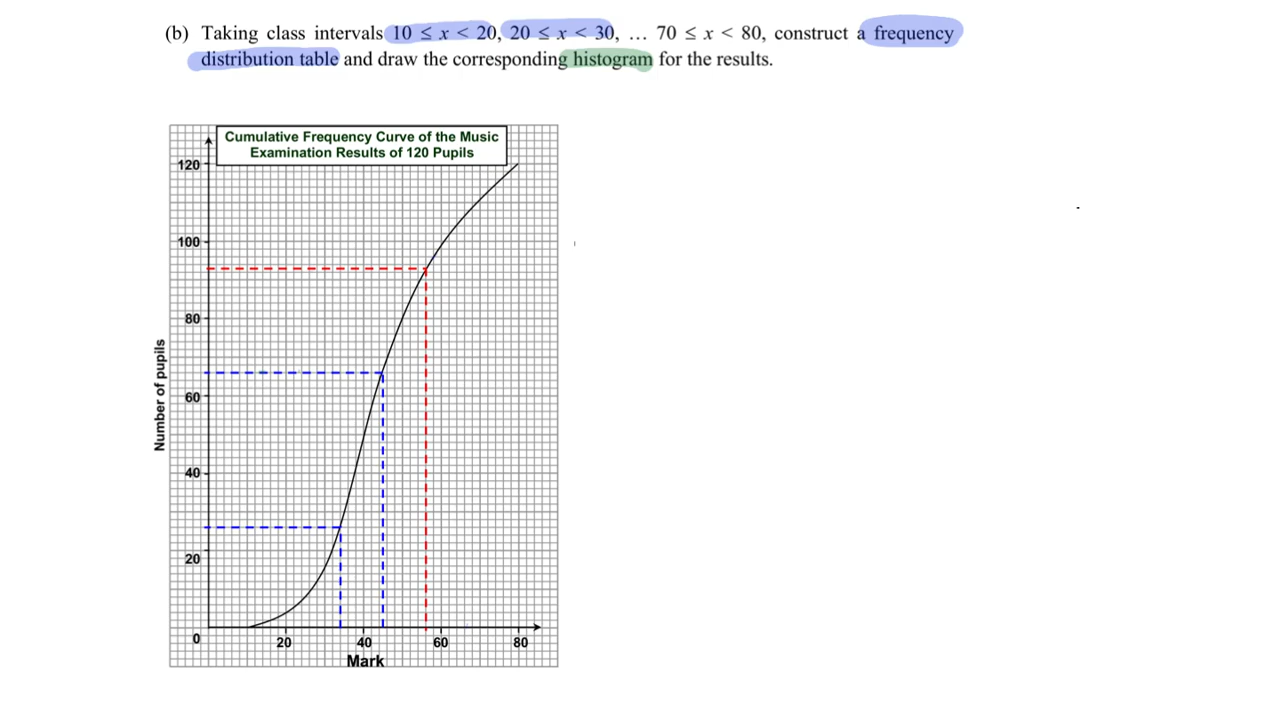 (b) Taking class intervals 10 ≤ x < 20, 20 ≤ x < 30, … 70 ≤ x < 80, construct a frequency
distribution table and draw the corresponding histogram for the results.
Cumulative Frequency Curve of the Music
Examination Results of 120 Pupils
120
100
80
60
40
20
0
Number of pupils
20 40 60 80
Mark